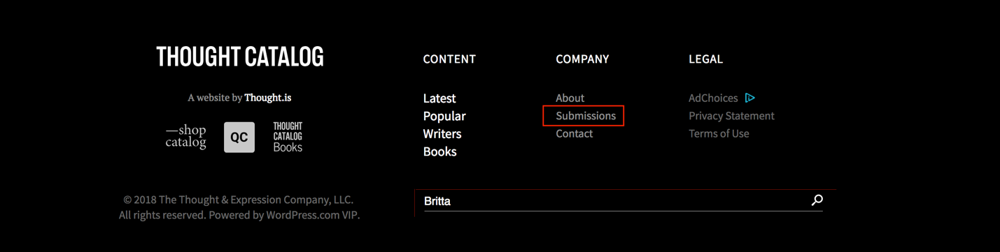 THOUGHT CATALOG
A website by Thought.is
—shop
catalog
QC
THOUGHT
CATALOG
Books
© 2018 The Thought & Expression Company, LLC.
All rights reserved. Powered by WordPress.com VIP.
CONTENT
Latest
Popular
Writers
Books
COMPANY
About
Submissions
Contact
LEGAL
AdChoices
Privacy Statement
Terms of Use
Britta